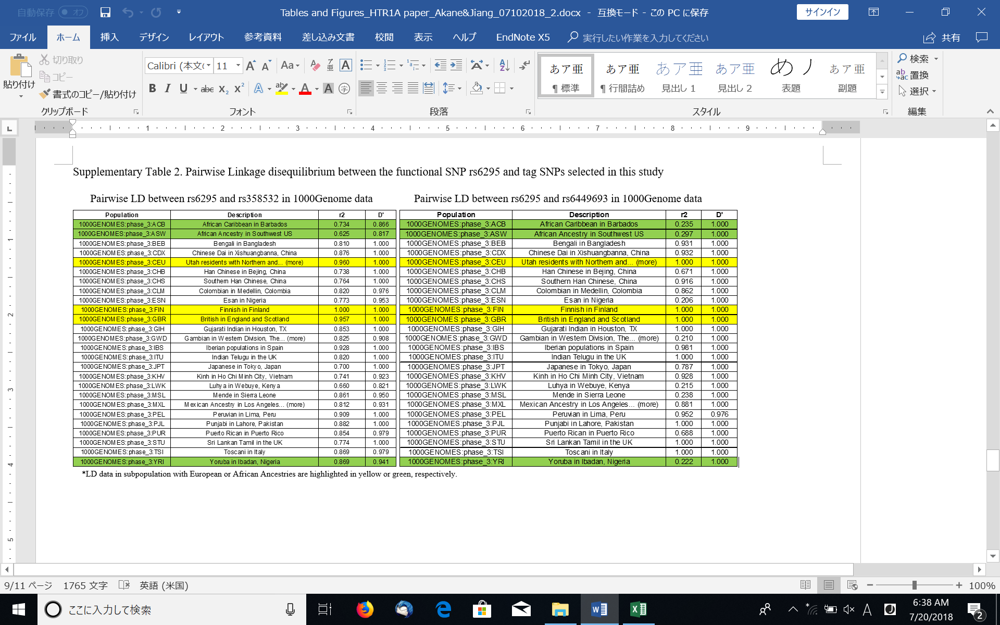 自動保存 オフ
Tables and Figures_HTR1A paper_Akane&Jiang_07102018_2.docx - 互換モード - この PC に保存
サインイン
ファイル ホーム 挿入 デザイン レイアウト 参考資料 差し込み文書 校閲 表示 ヘルプ EndNote X5 実行したい作業を入力してください 共有
貼り付け
切り取り
コピー
書式のコピー/貼り付け
クリップボード
Calibri (本文( 11
フォント
段落
あア亜 あア亜 あア亜 あア亜 あア亜
標準 行間詰め 見出し 1 見出し 2 表題 副題
スタイル
検索
置換
選択
編集
1 2 3 4 5 6 7 8 9
Supplementary Table 2. Pairwise Linkage disequilibrium between the functional SNP rs6295 and tag SNPs selected in this study
Pairwise LD between rs6295 and rs358532 in 1000Genome data
Population Description r2 D'
1000GENOMES:phase_3:ACB African Caribbean in Barbados 0.734 0.866
1000GENOMES:phase_3:ASW African Ancestry in Southwest US 0.625 0.817
1000GENOMES:phase_3:BEB Bengali in Bangladesh 0.810 1.000
1000GENOMES:phase_3:CDX Chinese Dai in Xishuangbanna, China 0.876 1.000
1000GENOMES:phase_3:CEU Utah residents with Northern and... (more) 0.960 1.000
1000GENOMES:phase_3:CHB Han Chinese in Bejing, China 0.738 1.000
1000GENOMES:phase_3:CHS Southern Han Chinese, China 0.764 1.000
1000GENOMES:phase_3:CLM Colombian in Medellin, Colombia 0.820 0.976
1000GENOMES:phase_3:ESN Esan in Nigeria 0.773 0.953
1000GENOMES:phase_3:FIN Finnish in Finland 1.000 1.000
1000GENOMES:phase_3:GBR British in England and Scotland 0.957 1.000
1000GENOMES:phase_3:GIH Gujarati Indian in Houston, TX 0.853 1.000
1000GENOMES:phase_3:GWD Gambian in Western Division, The... (more) 0.825 0.908
1000GENOMES:phase_3:IBS Iberian populations in Spain 0.928 1.000
1000GENOMES:phase_3:ITU Indian Telugu in the UK 0.820 1.000
1000GENOMES:phase_3:JPT Japanese in Tokyo, Japan 0.700 1.000
1000GENOMES:phase_3:KHV Kinh in Ho Chi Minh City, Vietnam 0.741 0.923
1000GENOMES:phase_3:LWK Luhya in Webuye, Kenya 0.660 0.821
1000GENOMES:phase_3:MSL Mende in Sierra Leone 0.861 0.950
1000GENOMES:phase_3:MXL Mexican Ancestry in Los Angeles... (more) 0.812 0.931
1000GENOMES:phase_3:PEL Peruvian in Lima, Peru 0.909 1.000
1000GENOMES:phase_3:PJL Punjabi in Lahore, Pakistan 0.882 1.000
1000GENOMES:phase_3:PUR Puerto Rican in Puerto Rico 0.854 0.979
1000GENOMES:phase_3:STU Sri Lankan Tamil in the UK 0.774 1.000
1000GENOMES:phase_3:TSI Toscani in Italy 0.869 0.979
1000GENOMES:phase_3:YRI Yoruba in Ibadan, Nigeria 0.869 0.941
Pairwise LD between rs6295 and rs6449693 in 1000Genome data
Population Description r2 D'
1000GENOMES:phase_3:ACB African Caribbean in Barbados 0.235 1.000
1000GENOMES:phase_3:ASW African Ancestry in Southwest US 0.297 1.000
1000GENOMES:phase_3:BEB Bengali in Bangladesh 0.931 1.000
1000GENOMES:phase_3:CDX Chinese Dai in Xishuangbanna, China 0.932 1.000
1000GENOMES:phase_3:CEU Utah residents with Northern and... (more) 1.000 1.000
1000GENOMES:phase_3:CHB Han Chinese in Bejing, China 0.671 1.000
1000GENOMES:phase_3:CHS Southern Han Chinese, China 0.916 1.000
1000GENOMES:phase_3:CLM Colombian in Medellin, Colombia 0.862 1.000
1000GENOMES:phase_3:ESN Esan in Nigeria 0.206 1.000
1000GENOMES:phase_3:FIN Finnish in Finland 1.000 1.000
1000GENOMES:phase_3:GBR British in England and Scotland 1.000 1.000
1000GENOMES:phase_3:GIH Gujarati Indian in Houston, TX 1.000 1.000
1000GENOMES:phase_3:GWD Gambian in Western Division, The... (more) 0.210 1.000
1000GENOMES:phase_3:IBS Iberian populations in Spain 0.981 1.000
1000GENOMES:phase_3:ITU Indian Telugu in the UK 1.000 1.000
1000GENOMES:phase_3:JPT Japanese in Tokyo, Japan 0.787 1.000
1000GENOMES:phase_3:KHV Kinh in Ho Chi Minh City, Vietnam 0.928 1.000
1000GENOMES:phase_3:LWK Luhya in Webuye, Kenya 0.215 1.000
1000GENOMES:phase_3:MSL Mende in Sierra Leone 0.238 1.000
1000GENOMES:phase_3:MXL Mexican Ancestry in Los Angeles... (more) 0.881 1.000
1000GENOMES:phase_3:PEL Peruvian in Lima, Peru 0.952 0.976
1000GENOMES:phase_3:PJL Punjabi in Lahore, Pakistan 1.000 1.000
1000GENOMES:phase_3:PUR Puerto Rican in Puerto Rico 0.688 1.000
1000GENOMES:phase_3:STU Sri Lankan Tamil in the UK 1.000 1.000
1000GENOMES:phase_3:TSI Toscani in Italy 1.000 1.000
1000GENOMES:phase_3:YRI Yoruba in Ibadan, Nigeria 0.222 1.000
*LD data in subpopulation with European or African Ancestries are highlighted in yellow or green, respectively.
9/11 ページ 1765 文字 英語 (米国) 100%
ここに入力して検索
6:38 AM
7/20/2018
2